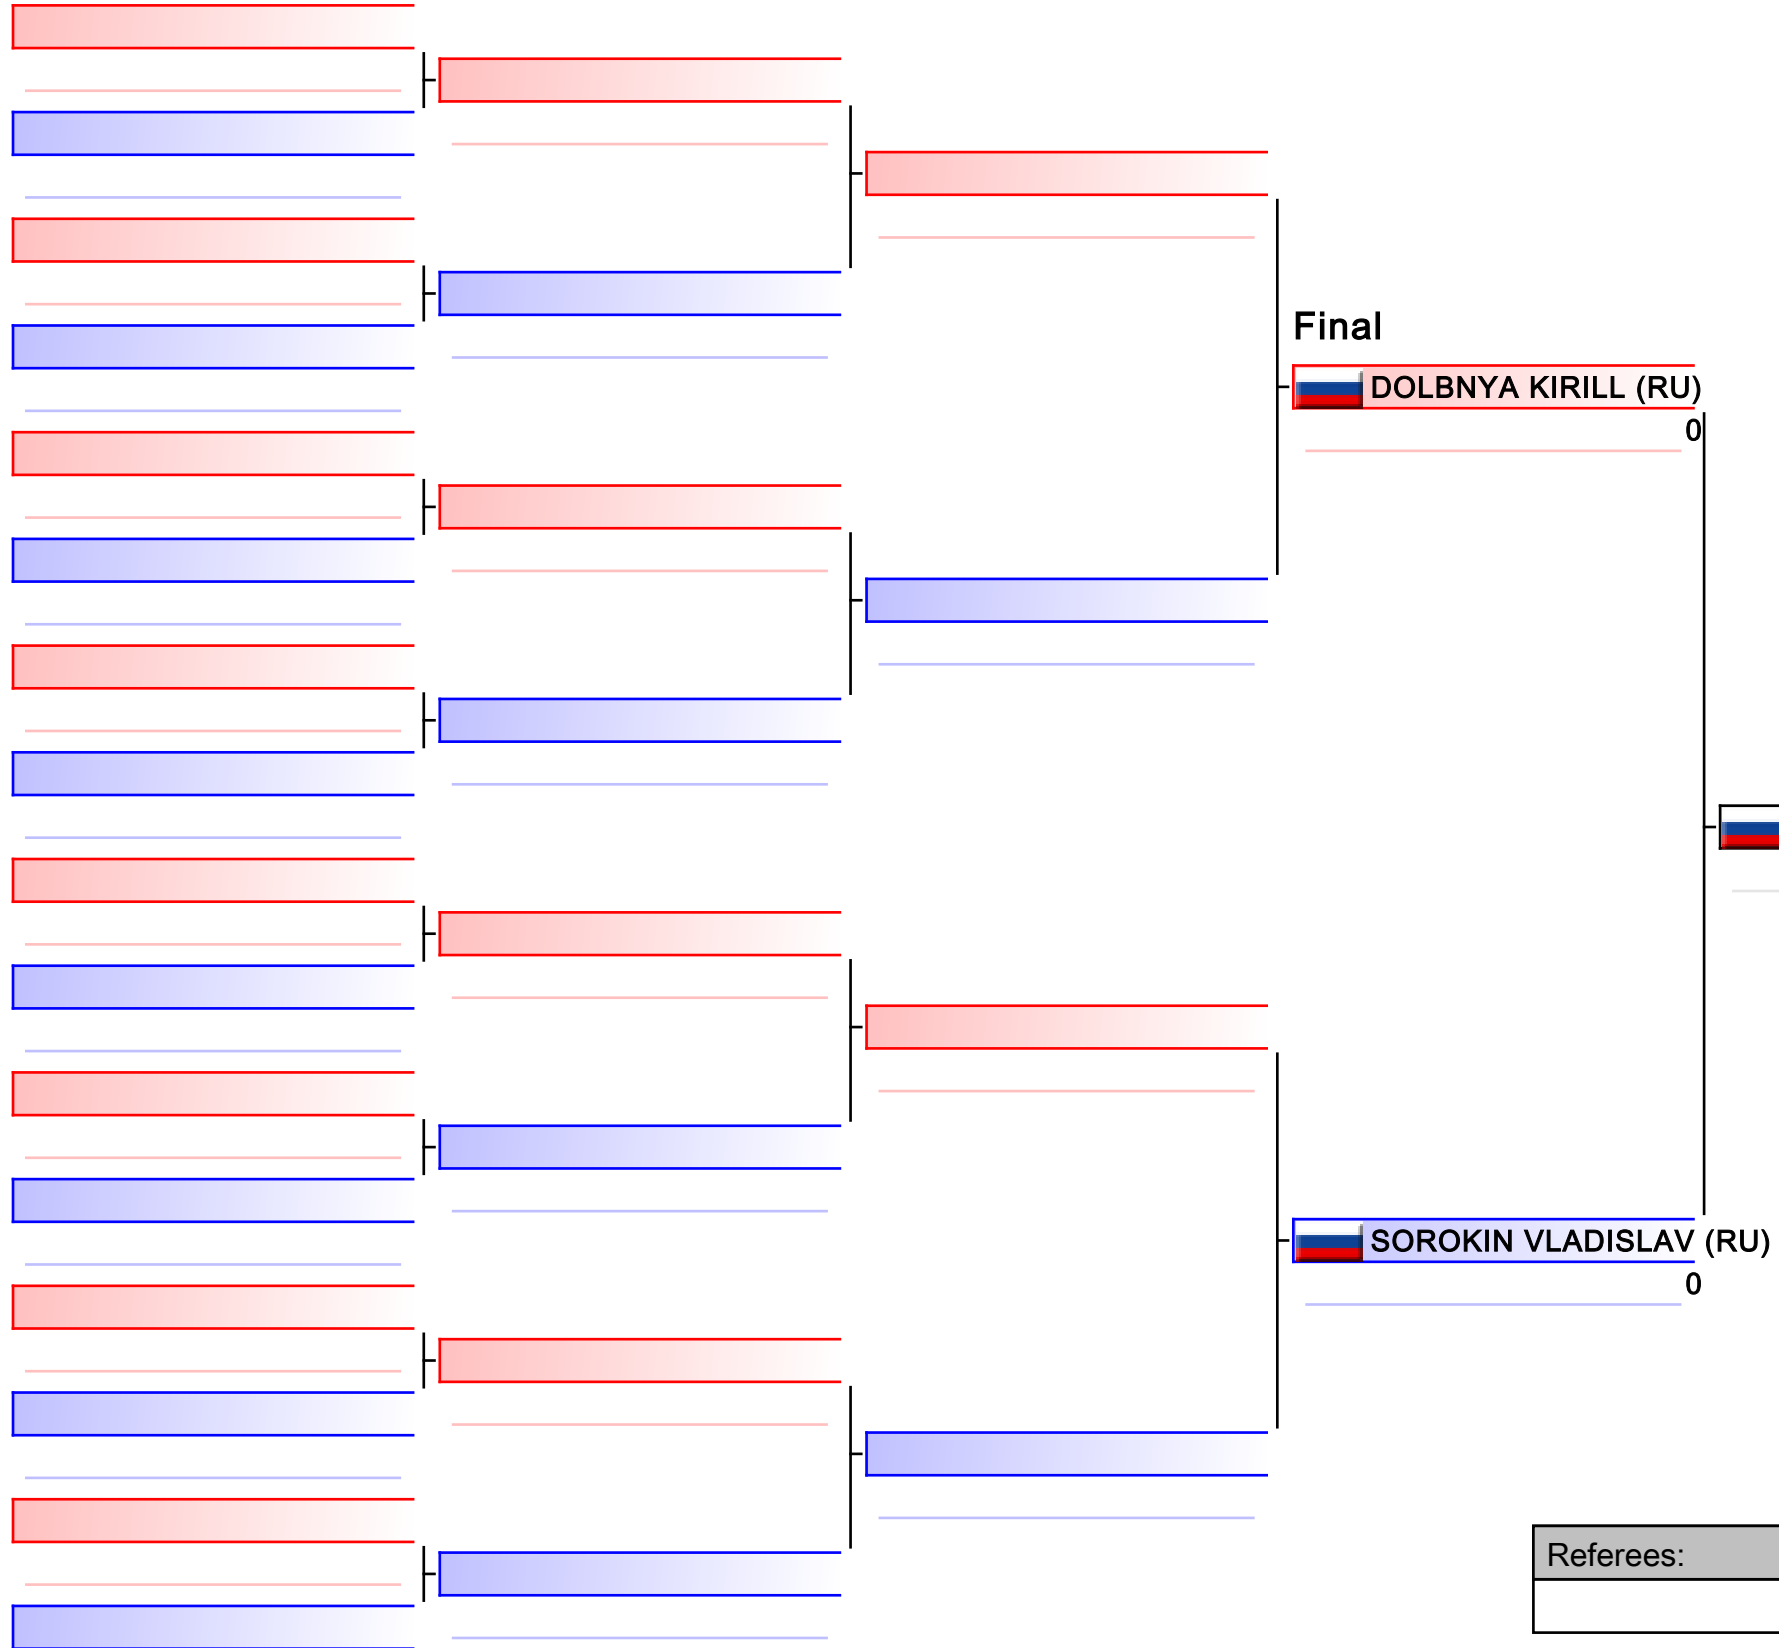 Final
DOLBNYA KIRILL (RU)
0
SOROKIN VLADISLAV (RU)
0
Referees: